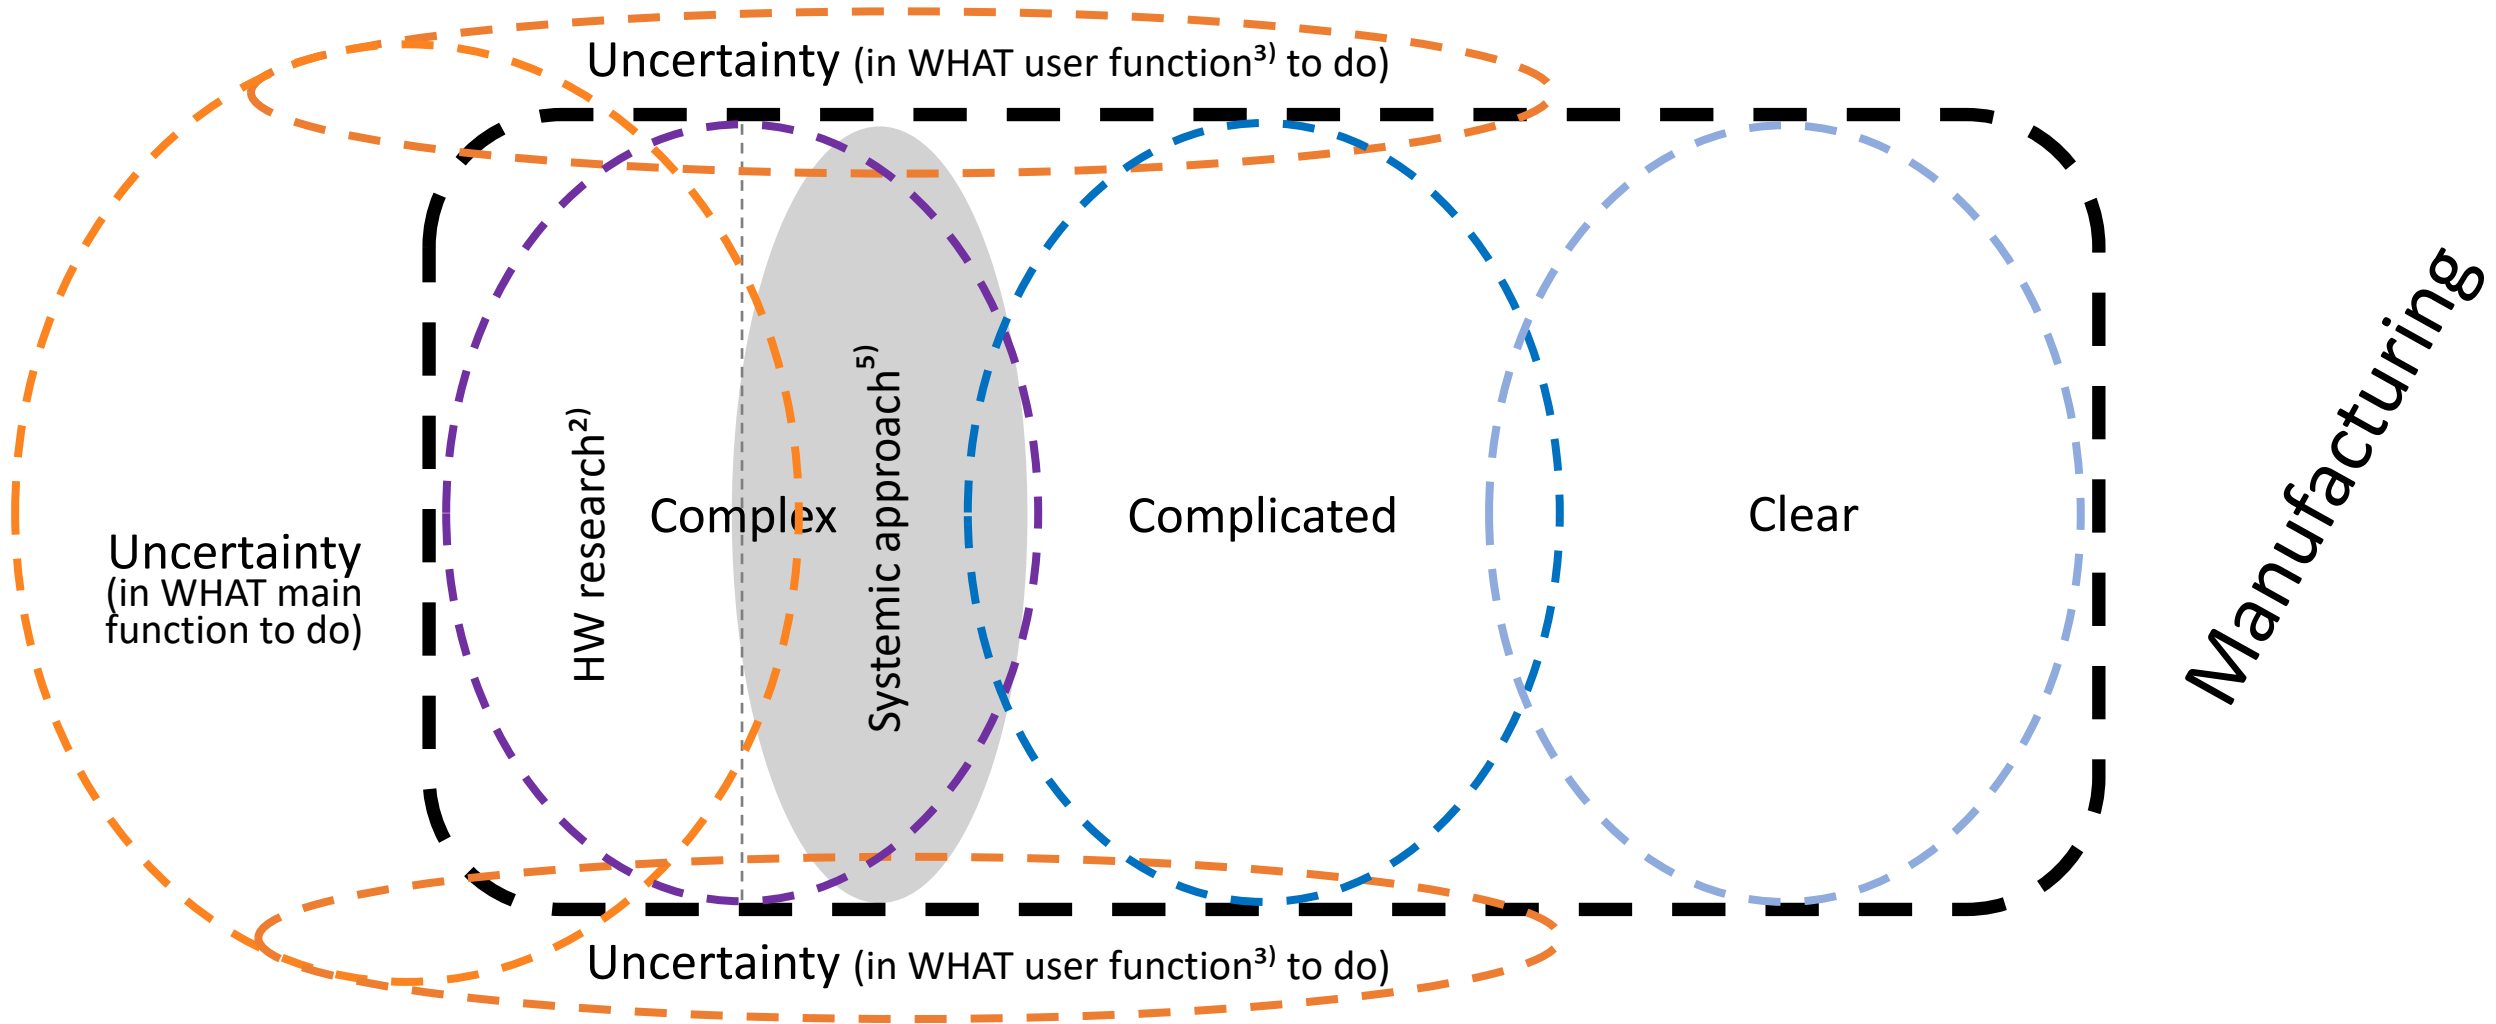 Uncertainty (in WHAT user function³⁾ to do)
Uncertainty
(in WHAT main
function to do)
HW research²⁾
Complex
Systemic approach⁵⁾
Complicated
Clear
Manufacturing
Uncertainty (in WHAT user function³⁾ to do)